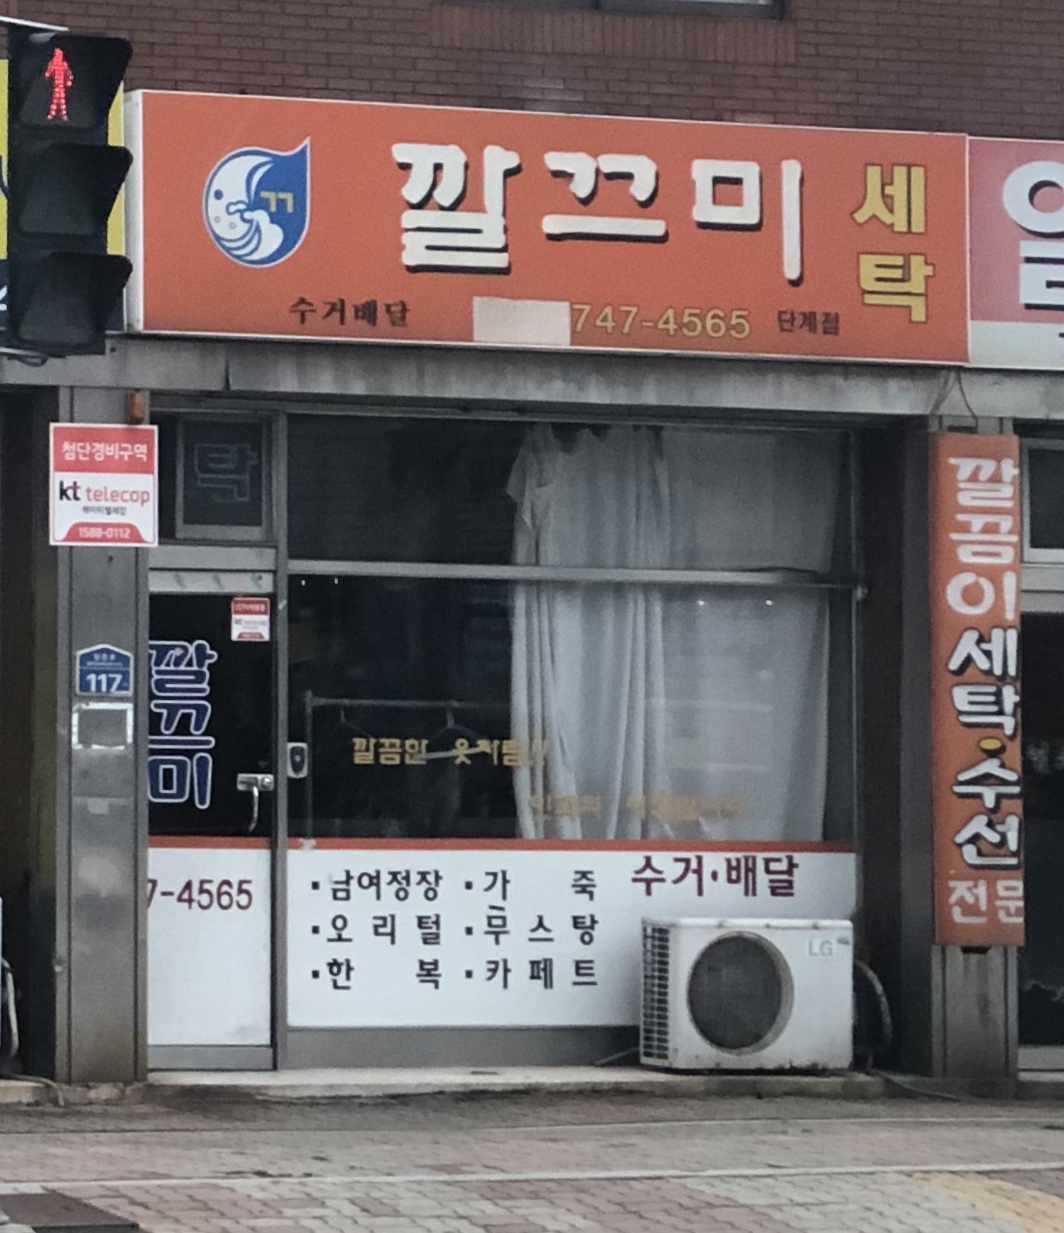 깔끄미
세
탁
ㄲ
수거배달
747-4565
단계점
첨단경비구역
kt telecop
1588-0112
탁
kt telecop
117
깔끄미
깔끔한
깔끔이세탁·수선
전문
7-4565
·남여정장 ·가 죽
·오 리 털 ·무 스 탕
·한 복 ·카 페 트
수거·배달
LG